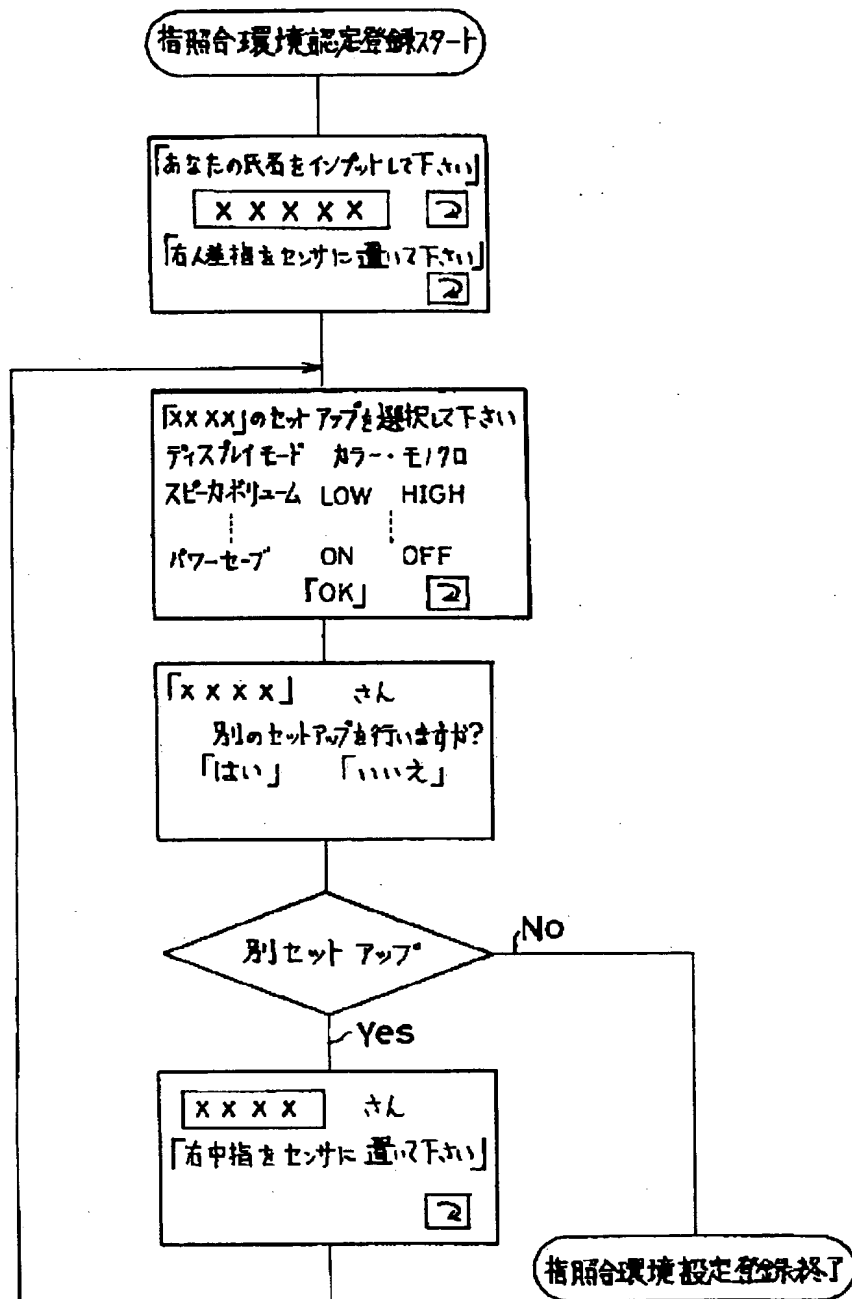 指照合環境認定登録スタート
「あなたの氏名をインプットして下さい」
X X X X X
「右人差指をセンサに置いて下さい」
「XXXX」のセットアップを選択して下さい
ディスプレイモード カラー・モノクロ
スピーカボリューム LOW HIGH
パワーセーブ ON OFF
「OK」
「X X X X」 さん
別のセットアップを行いますか?
「はい」 「いいえ」
別セットアップ
No
Yes
X X X X さん
「右中指をセンサに置いて下さい」
指照合環境設定登録終了